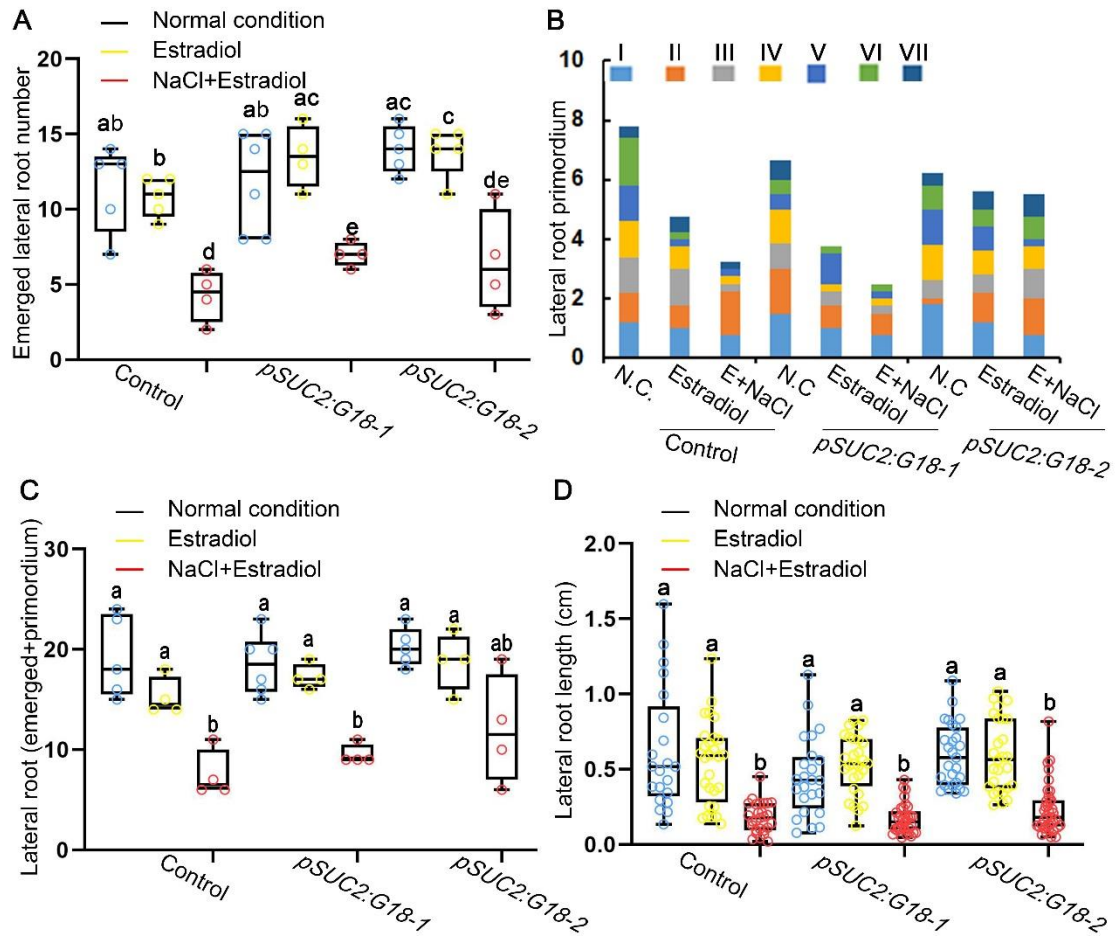 A
Normal condition
Estradiol
NaCl+Estradiol
Emerged lateral root number
20
15
10
5
0
ab
b
d
ab
ac
e
ac
c
de
Control
pSUC2:G18-1
pSUC2:G18-2
B
I II III IV V VI VII
Lateral root primordium
10
8
6
4
2
0
N.C.
Estradiol
E+NaCl
N.C
Estradiol
E+NaCl
N.C
Estradiol
E+NaCl
Control
pSUC2:G18-1
pSUC2:G18-2
C
Normal condition
Estradiol
NaCl+Estradiol
Lateral root (emerged+primordium)
30
20
10
0
a
a
b
a
a
b
a
a
ab
Control
pSUC2:G18-1
pSUC2:G18-2
D
Normal condition
Estradiol
NaCl+Estradiol
Lateral root length (cm)
2.0
1.5
1.0
0.5
0.0
a
a
b
a
a
b
a
a
b
Control
pSUC2:G18-1
pSUC2:G18-2